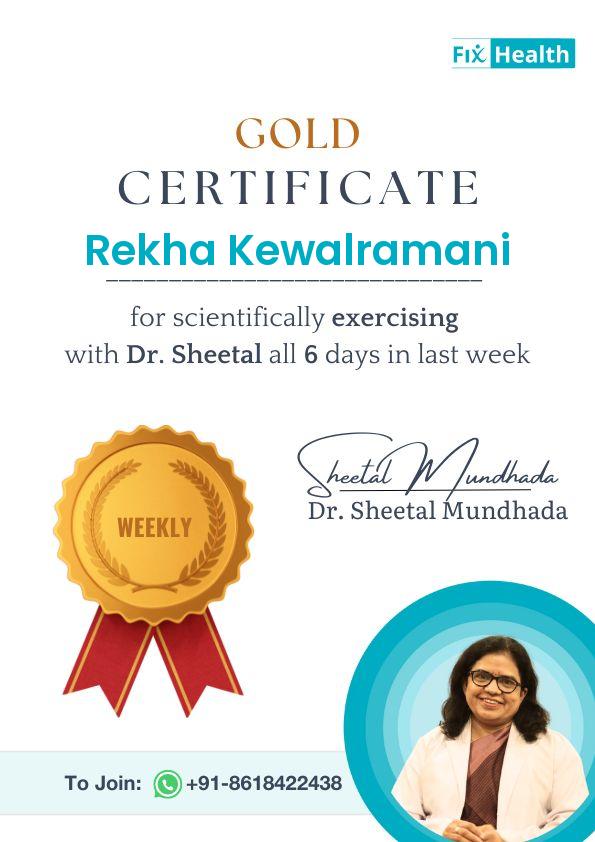 Fix Health
GOLD
CERTIFICATE
Rekha Kewalramani
for scientifically exercising
with Dr. Sheetal all 6 days in last week
WEEKLY
Sheetal Mundhada
Dr. Sheetal Mundhada
To Join: +91-8618422438